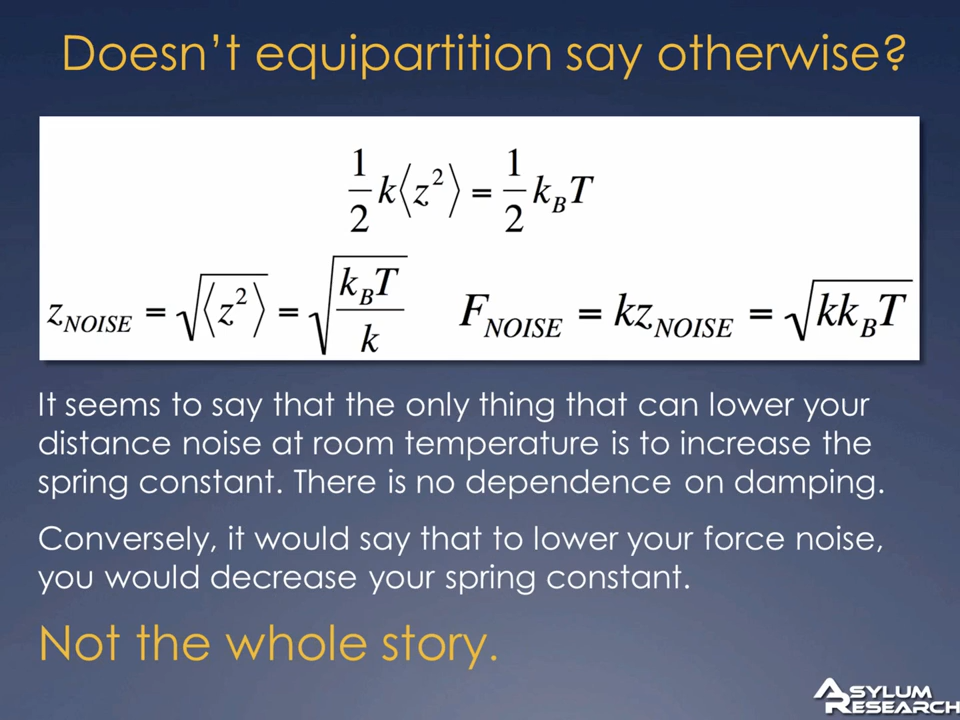 Doesn't equipartition say otherwise?
1/2 k⟨z²⟩ = 1/2 k_B T
z_NOISE = √⟨z²⟩ = √(k_B T / k)   F_NOISE = kz_NOISE = √(kk_B T)
It seems to say that the only thing that can lower your
distance noise at room temperature is to increase the
spring constant. There is no dependence on damping.
Conversely, it would say that to lower your force noise,
you would decrease your spring constant.
Not the whole story.
ASYLUM
RESEARCH